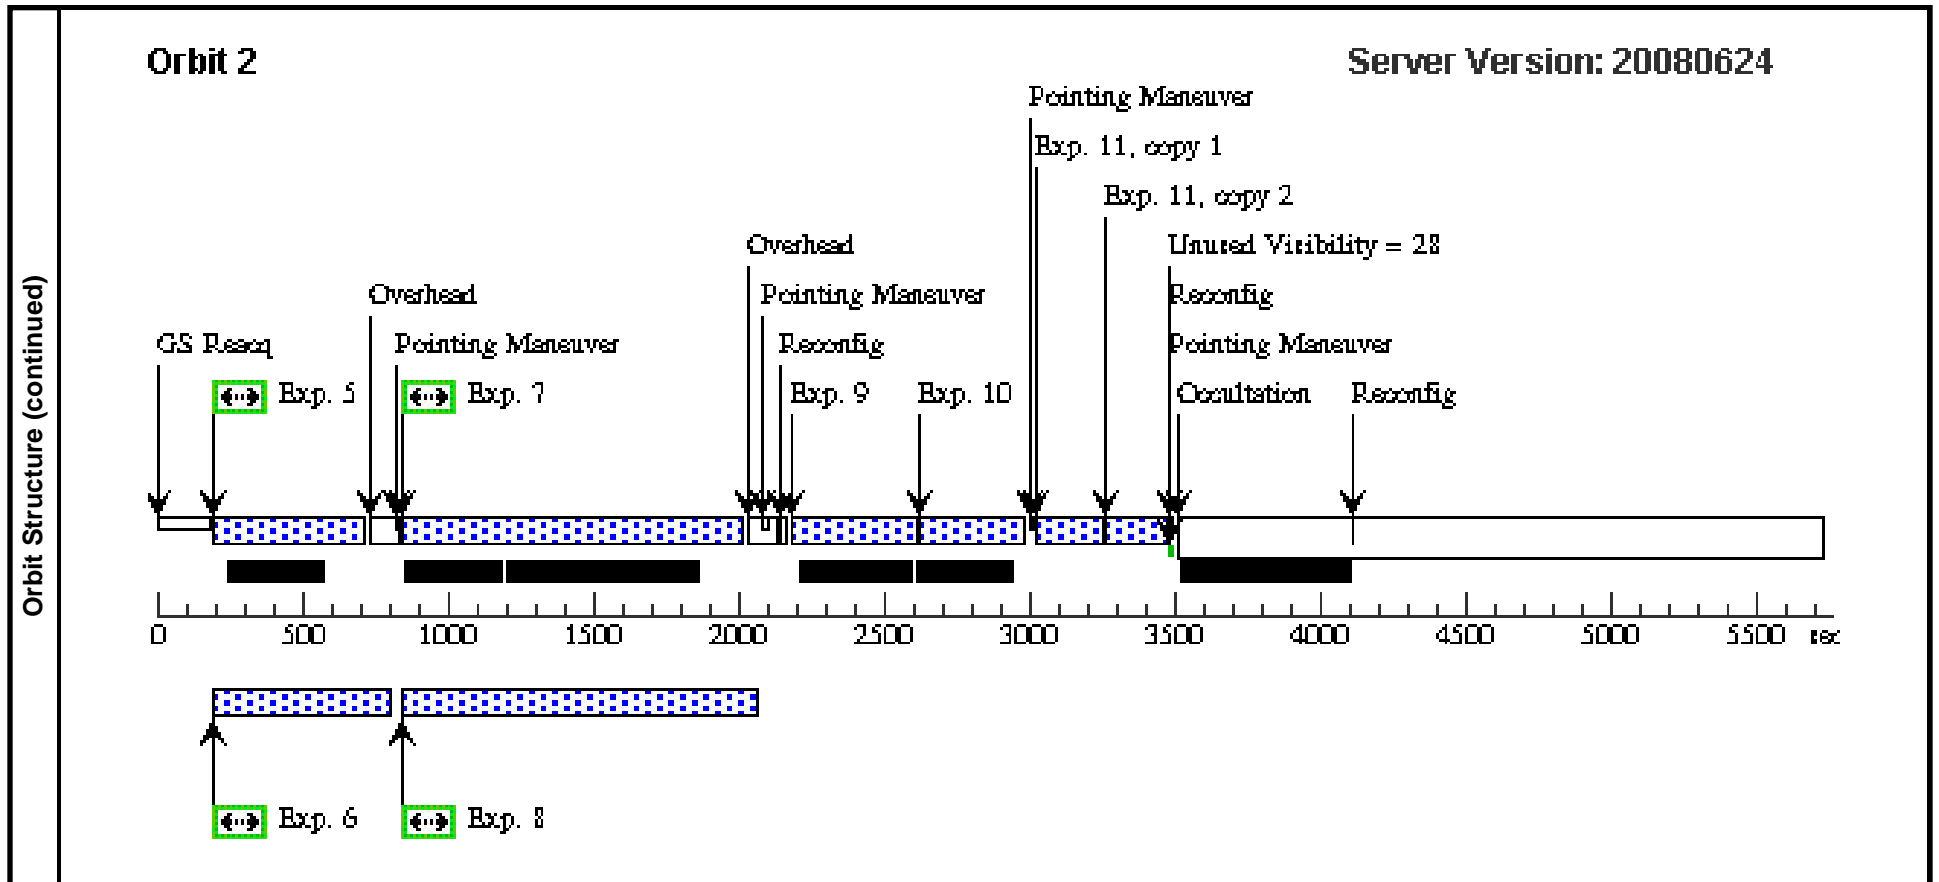 Orbit Structure (continued)
Orbit 2
Server Version: 20080624
Pointing Maneuver
Exp. 11, copy 1
Exp. 11, copy 2
Overhead
Unused Visibility = 28
Overhead
Pointing Maneuver
Reconfig
GS Reacq
Pointing Maneuver
Reconfig
Pointing Maneuver
Exp. 5
Exp. 7
Exp. 9
Exp. 10
Occultation
Reconfig
0 500 1000 1500 2000 2500 3000 3500 4000 4500 5000 5500 sec
Exp. 6
Exp. 8